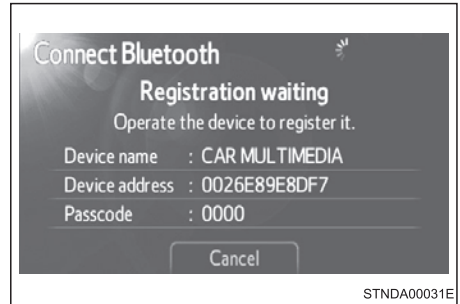 Connect Bluetooth
Registration waiting
Operate the device to register it.
Device name : CAR MULTIMEDIA
Device address : 0026E89E8DF7
Passcode : 0000
Cancel
STNDA00031E